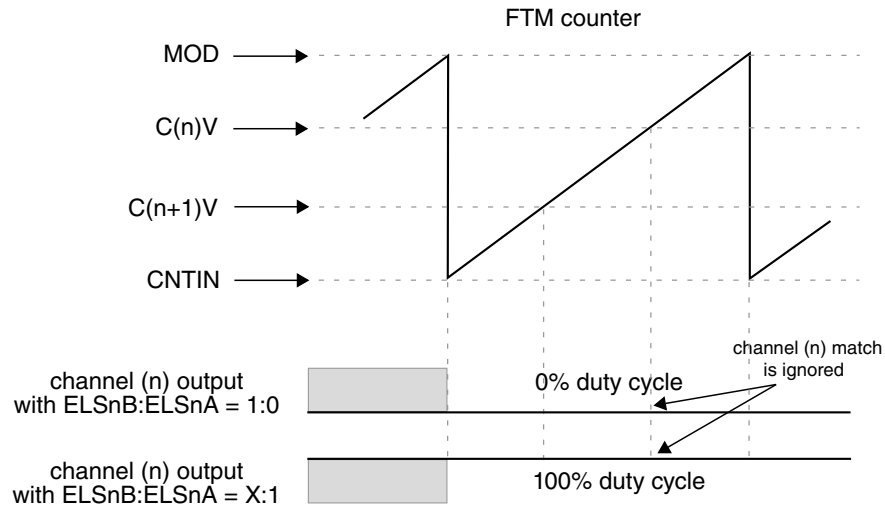 FTM counter
MOD
C(n)V
C(n+1)V
CNTIN
channel (n) match
is ignored
channel (n) output
with ELSnB:ELSnA = 1:0
0% duty cycle
channel (n) output
with ELSnB:ELSnA = X:1
100% duty cycle